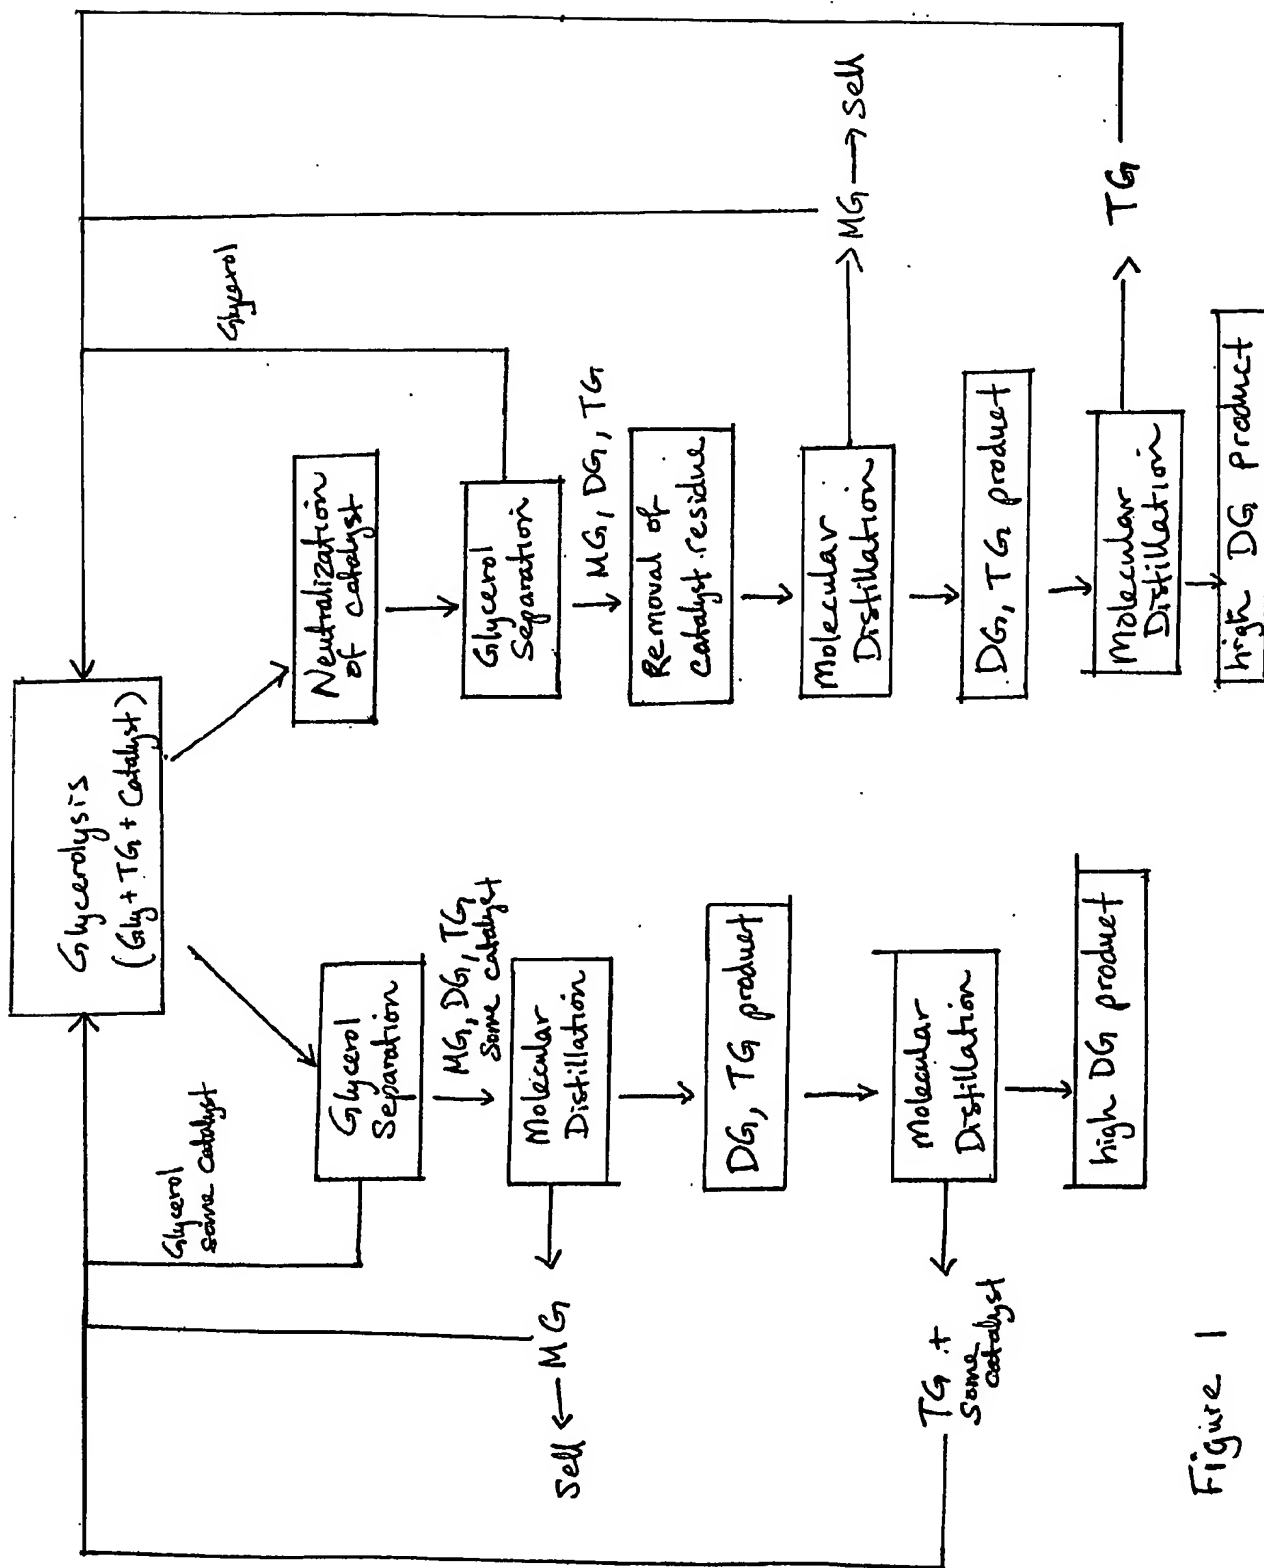 Glycerolysis
(Gly + TG + Catalyst)
Glycerol
some catalyst
Glycerol
Separation
MG, DG, TG
some catalyst
Molecular
Distillation
MG
Sell
DG, TG product
Molecular
Distillation
TG +
some
catalyst
high DG product
Neutralization
of catalyst
Glycerol
Separation
Glycerol
MG, DG, TG
Removal of
catalyst residue
Molecular
Distillation
MG
Sell
DG, TG product
Molecular
Distillation
TG
high DG product
Figure 1